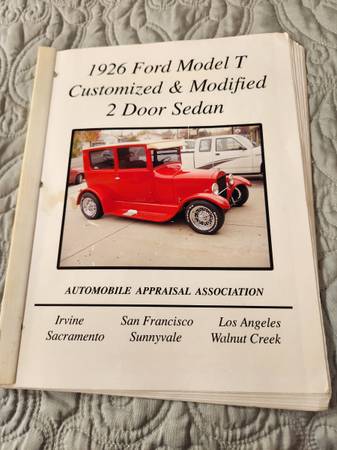 1926 Ford Model T
Customized & Modified
2 Door Sedan
AUTOMOBILE APPRAISAL ASSOCIATION
Irvine San Francisco Los Angeles
Sacramento Sunnyvale Walnut Creek